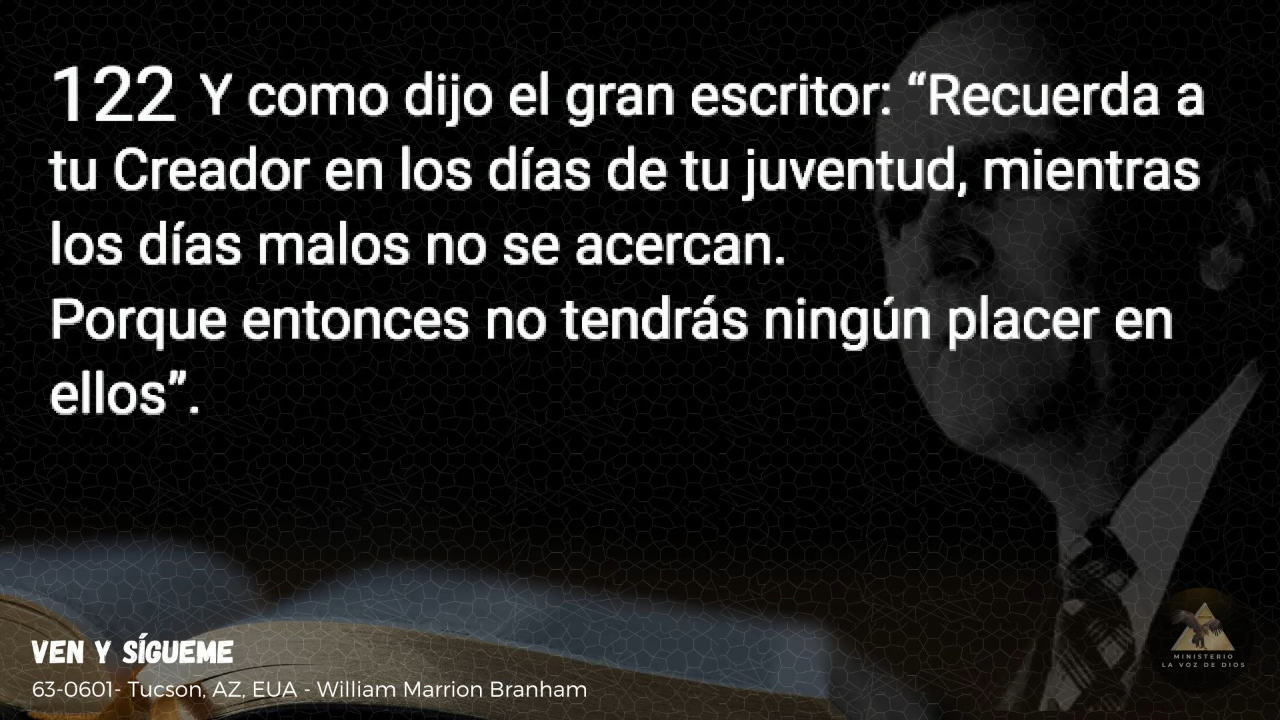 122 Y como dijo el gran escritor: “Recuerda a
tu Creador en los días de tu juventud, mientras
los días malos no se acercan.
Porque entonces no tendrás ningún placer en
ellos”.
VEN Y SÍGUEME
63-0601- Tucson, AZ, EUA - William Marrion Branham
MINISTERIO
LA VOZ DE DIOS